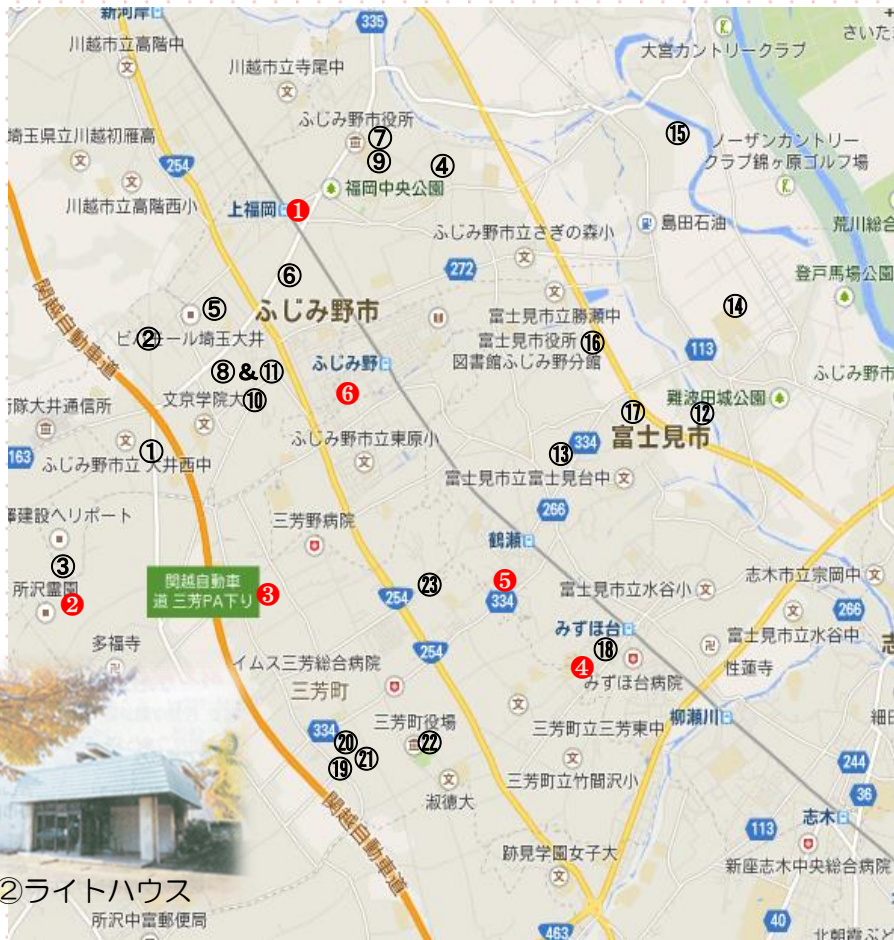 新河岸
335
川越市立高階中
川越市立寺尾中
大宮カントリークラブ
さいた
ふじみ野市役所
⑦
⑮
埼玉県立川越初雁高
254
⑨
④
ノーザンカントリー
クラブ錦ヶ原ゴルフ場
福岡中央公園
川越市立高階西小
上福岡
❶
島田石油
荒川総合
ふじみ野市立さぎの森小
272
登戸馬場公園
⑥
関越自動車道
⑤
ふじみ野市
富士見市立勝瀬中
⑭
②
ビバモール埼玉大井
富士見市役所
図書館ふじみ野分館
⑯
113
⑧&⑪
ふじみ野
ふじみ野市
文京学院大
⑩
❻
難波田城公園
⑰
⑫
衛隊大井通信所
富士見市
ふじみ野市立東原小
334
①
163
ふじみ野市立大井西中
⑬
富士見市立富士見台中
266
建設ヘリポート
三芳野病院
鶴瀬
③
関越自動車
道 三芳PA下り
❸
❺
志木市立宗岡中
所沢霊園
❷
254
㉓
334
富士見市立水谷小
266
みずほ台
富士見市立水谷中
多福寺
254
⑱
性蓮寺
イムス三芳総合病院
❹
みずほ台病院
三芳町
柳瀬川
三芳町役場
三芳町立三芳東中
334
⑳
㉒
㉑
⑲
三芳町立竹間沢小
244
淑徳大
36
関越自動車道
113
志木
跡見学園女子大
新座志木中央総合病院
②ライトハウス
所沢中富郵便局
463
40
北朝霞